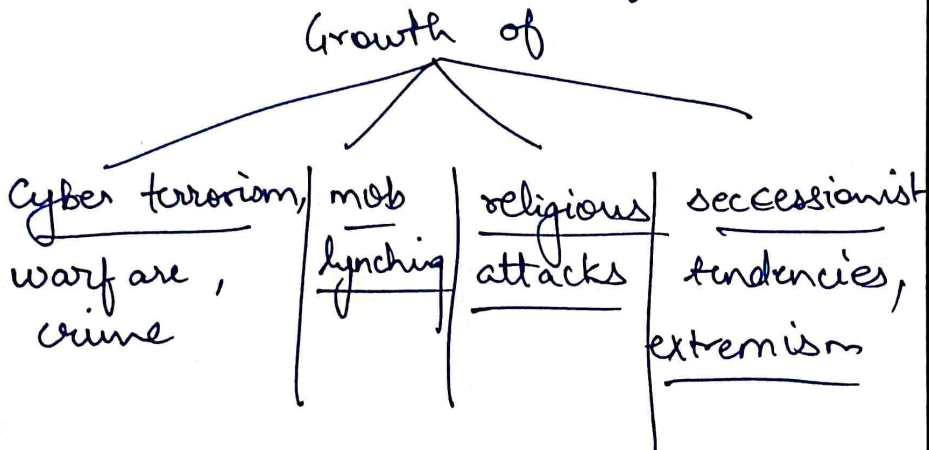 Growth of
Cyber terrorism, warfare, crime
mob lynching
religious attacks
seccessionist tendencies, extremism